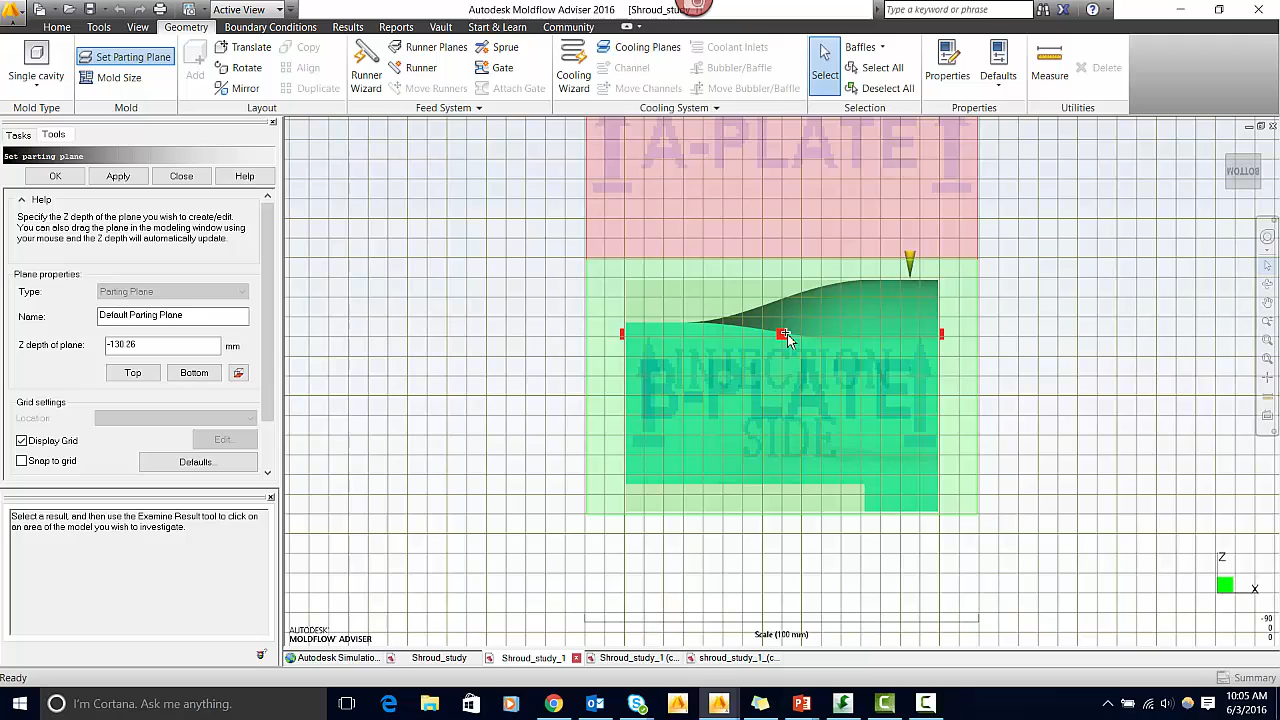 Active View
Autodesk Moldflow Adviser 2016 [Shroud_study_
Type a keyword or phrase
Home Tools View Geometry Boundary Conditions Results Reports Vault Start & Learn Community
Single cavity
Set Parting Plane
Mold Size
Add
Translate
Rotate
Mirror
Copy
Align
Duplicate
Runner Wizard
Runner Planes
Runner
Move Runners
Sprue
Gate
Attach Gate
Cooling Wizard
Cooling Planes
Channel
Move Channels
Coolant Inlets
Bubbler/Baffle
Move Bubbler/Baffle
Select
Baffles
Select All
Deselect All
Properties
Defaults
Measure
Delete
Mold Type Mold Layout Feed System Cooling System Selection Properties Utilities
Tasks Tools
Set parting plane
OK Apply Close Help
Help
Specify the Z depth of the plane you wish to create/edit.
You can also drag the plane in the modeling window using
your mouse and the Z depth will automatically update.
Plane properties:
Type: Parting Plane
Name: Default Parting Plane
Z depth of plane: -130.26 mm
Top Bottom
Grid settings
Location:
Display Grid Edit...
Snap to grid Defaults...
Select a result, and then use the Examine Result tool to click on
an area of the model you wish to investigate.
A-PLATE
BOTTOM
INJECTION
B-PLATE
SIDE
Z
X
-90
0
0
Scale (100 mm)
AUTODESK
MOLDFLOW ADVISER
Autodesk Simulatio... Shroud_study Shroud_study_1 Shroud_study_1 (c... shroud_study_1_(c...
Ready
Summary
I'm Cortana. Ask me anything.
10:05 AM
6/3/2016